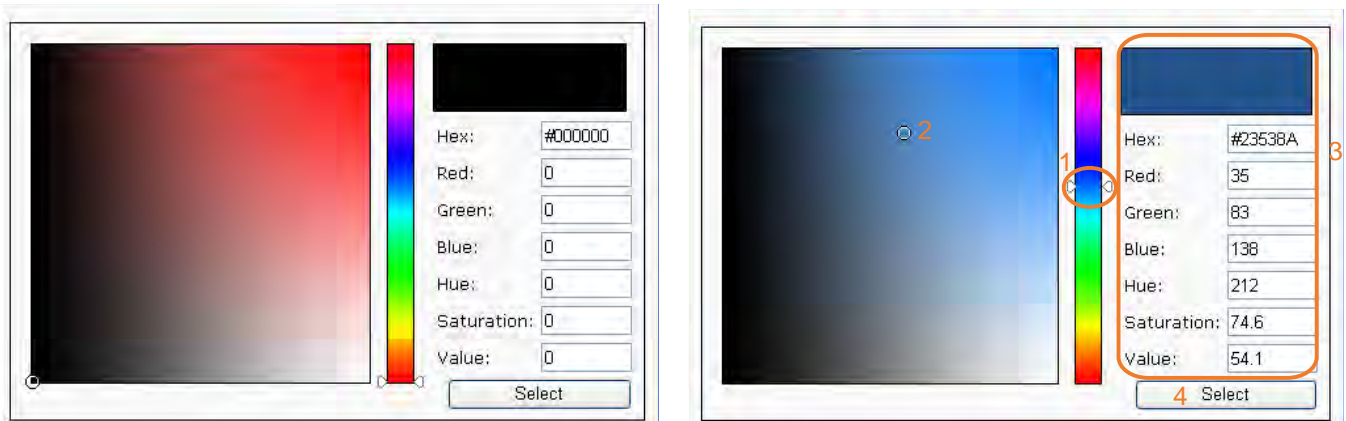 Hex: #000000
Red: 0
Green: 0
Blue: 0
Hue: 0
Saturation: 0
Value: 0
Select
1
2
3
Hex: #23538A
Red: 35
Green: 83
Blue: 138
Hue: 212
Saturation: 74.6
Value: 54.1
4 Select